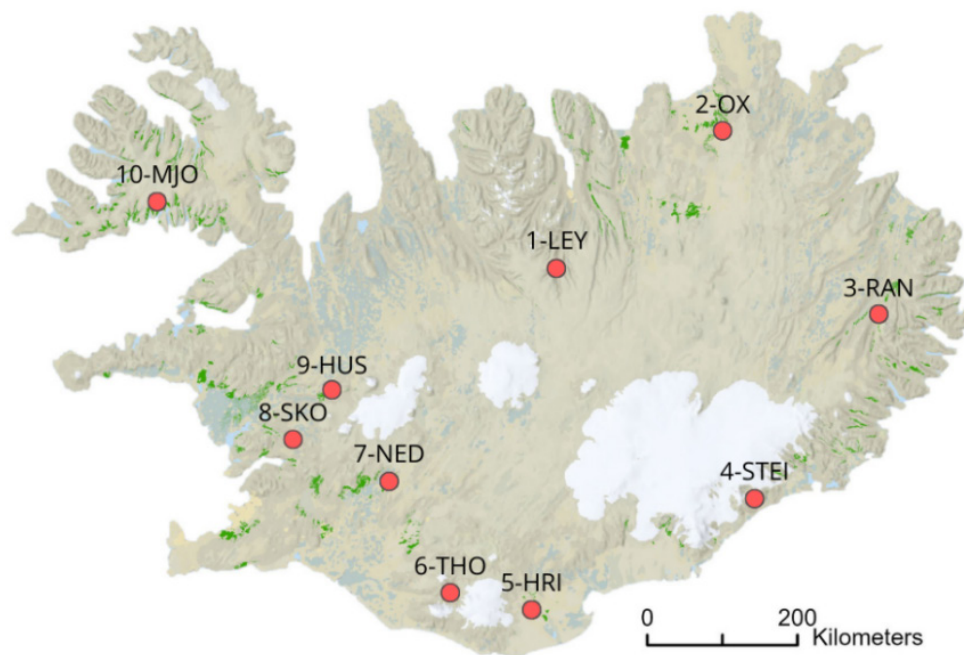 2-OX
10-MJO
1-LEY
3-RAN
9-HUS
8-SKO
7-NED
4-STEI
6-THO
5-HRI
0 200
Kilometers